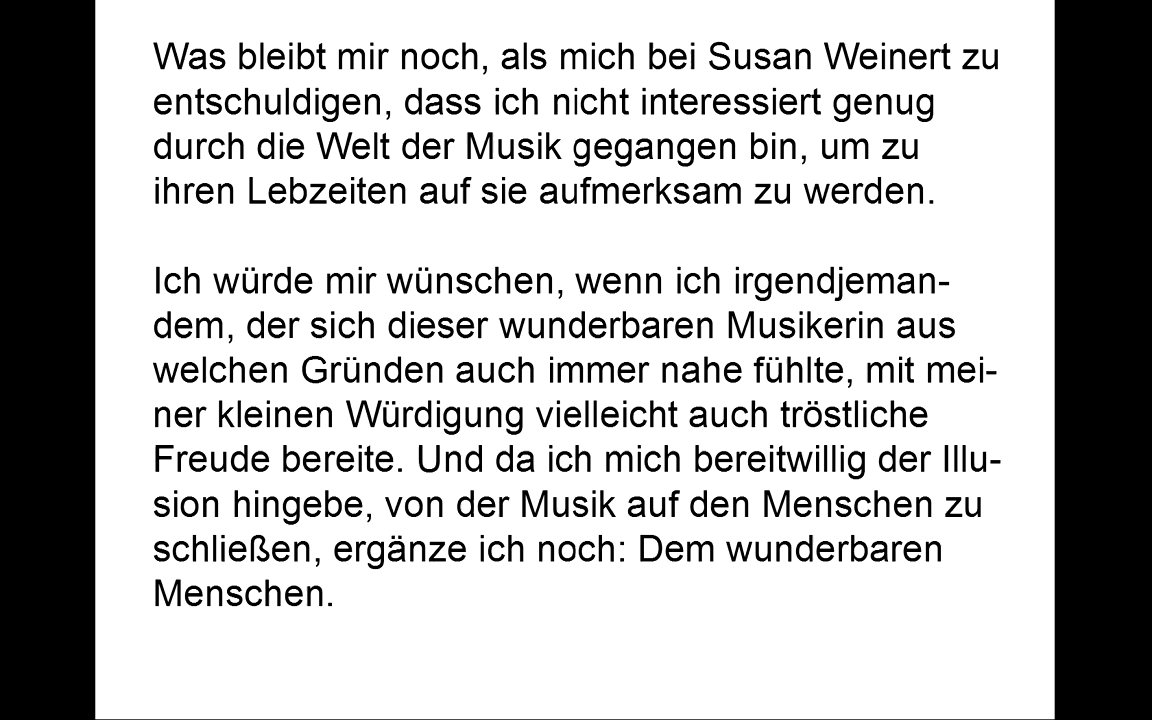 Was bleibt mir noch, als mich bei Susan Weinert zu
entschuldigen, dass ich nicht interessiert genug
durch die Welt der Musik gegangen bin, um zu
ihren Lebzeiten auf sie aufmerksam zu werden.
Ich würde mir wünschen, wenn ich irgendjeman-
dem, der sich dieser wunderbaren Musikerin aus
welchen Gründen auch immer nahe fühlte, mit mei-
ner kleinen Würdigung vielleicht auch tröstliche
Freude bereite. Und da ich mich bereitwillig der Illu-
sion hingebe, von der Musik auf den Menschen zu
schließen, ergänze ich noch: Dem wunderbaren
Menschen.